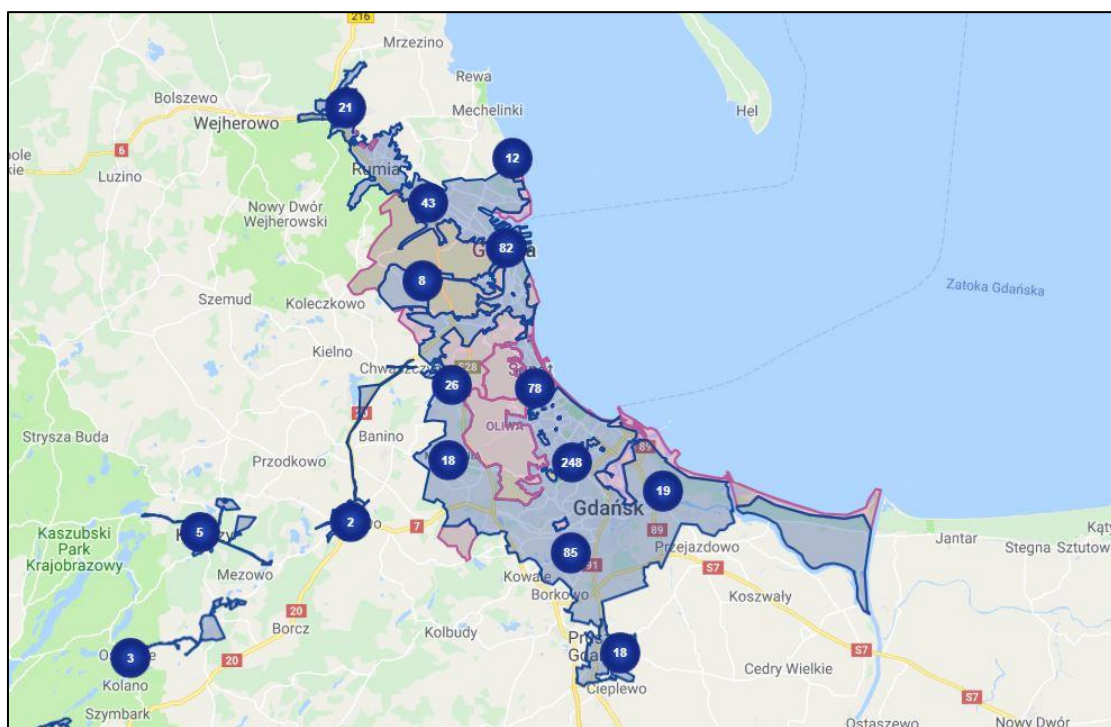 216
Mrzezino
Rewa
Bolszewo
21
Mechelinki
Hel
Wejherowo
6
12
Luzino
Rumia
Nowy Dwór
Wejherowski
43
82
8
Zatoka Gdańska
Szemud
Koleczkowo
Kielno
26
78
Strysza Buda
Banino
OLIWA
89
Przodkowo
18
248
19
Gdańsk
Kaszubski
Park
Krajobrazowy
5
2
7
89
Jantar
Stegna
Przejazdowo
85
S7
Mezowo
Kowale
Borkowo
20
Koszwały
Borcz
Kolbudy
3
20
18
S7
Kolano
Cedry Wielkie
Cieplewo
Szymbark
S7
Ostaszewo
Nowy Dwór